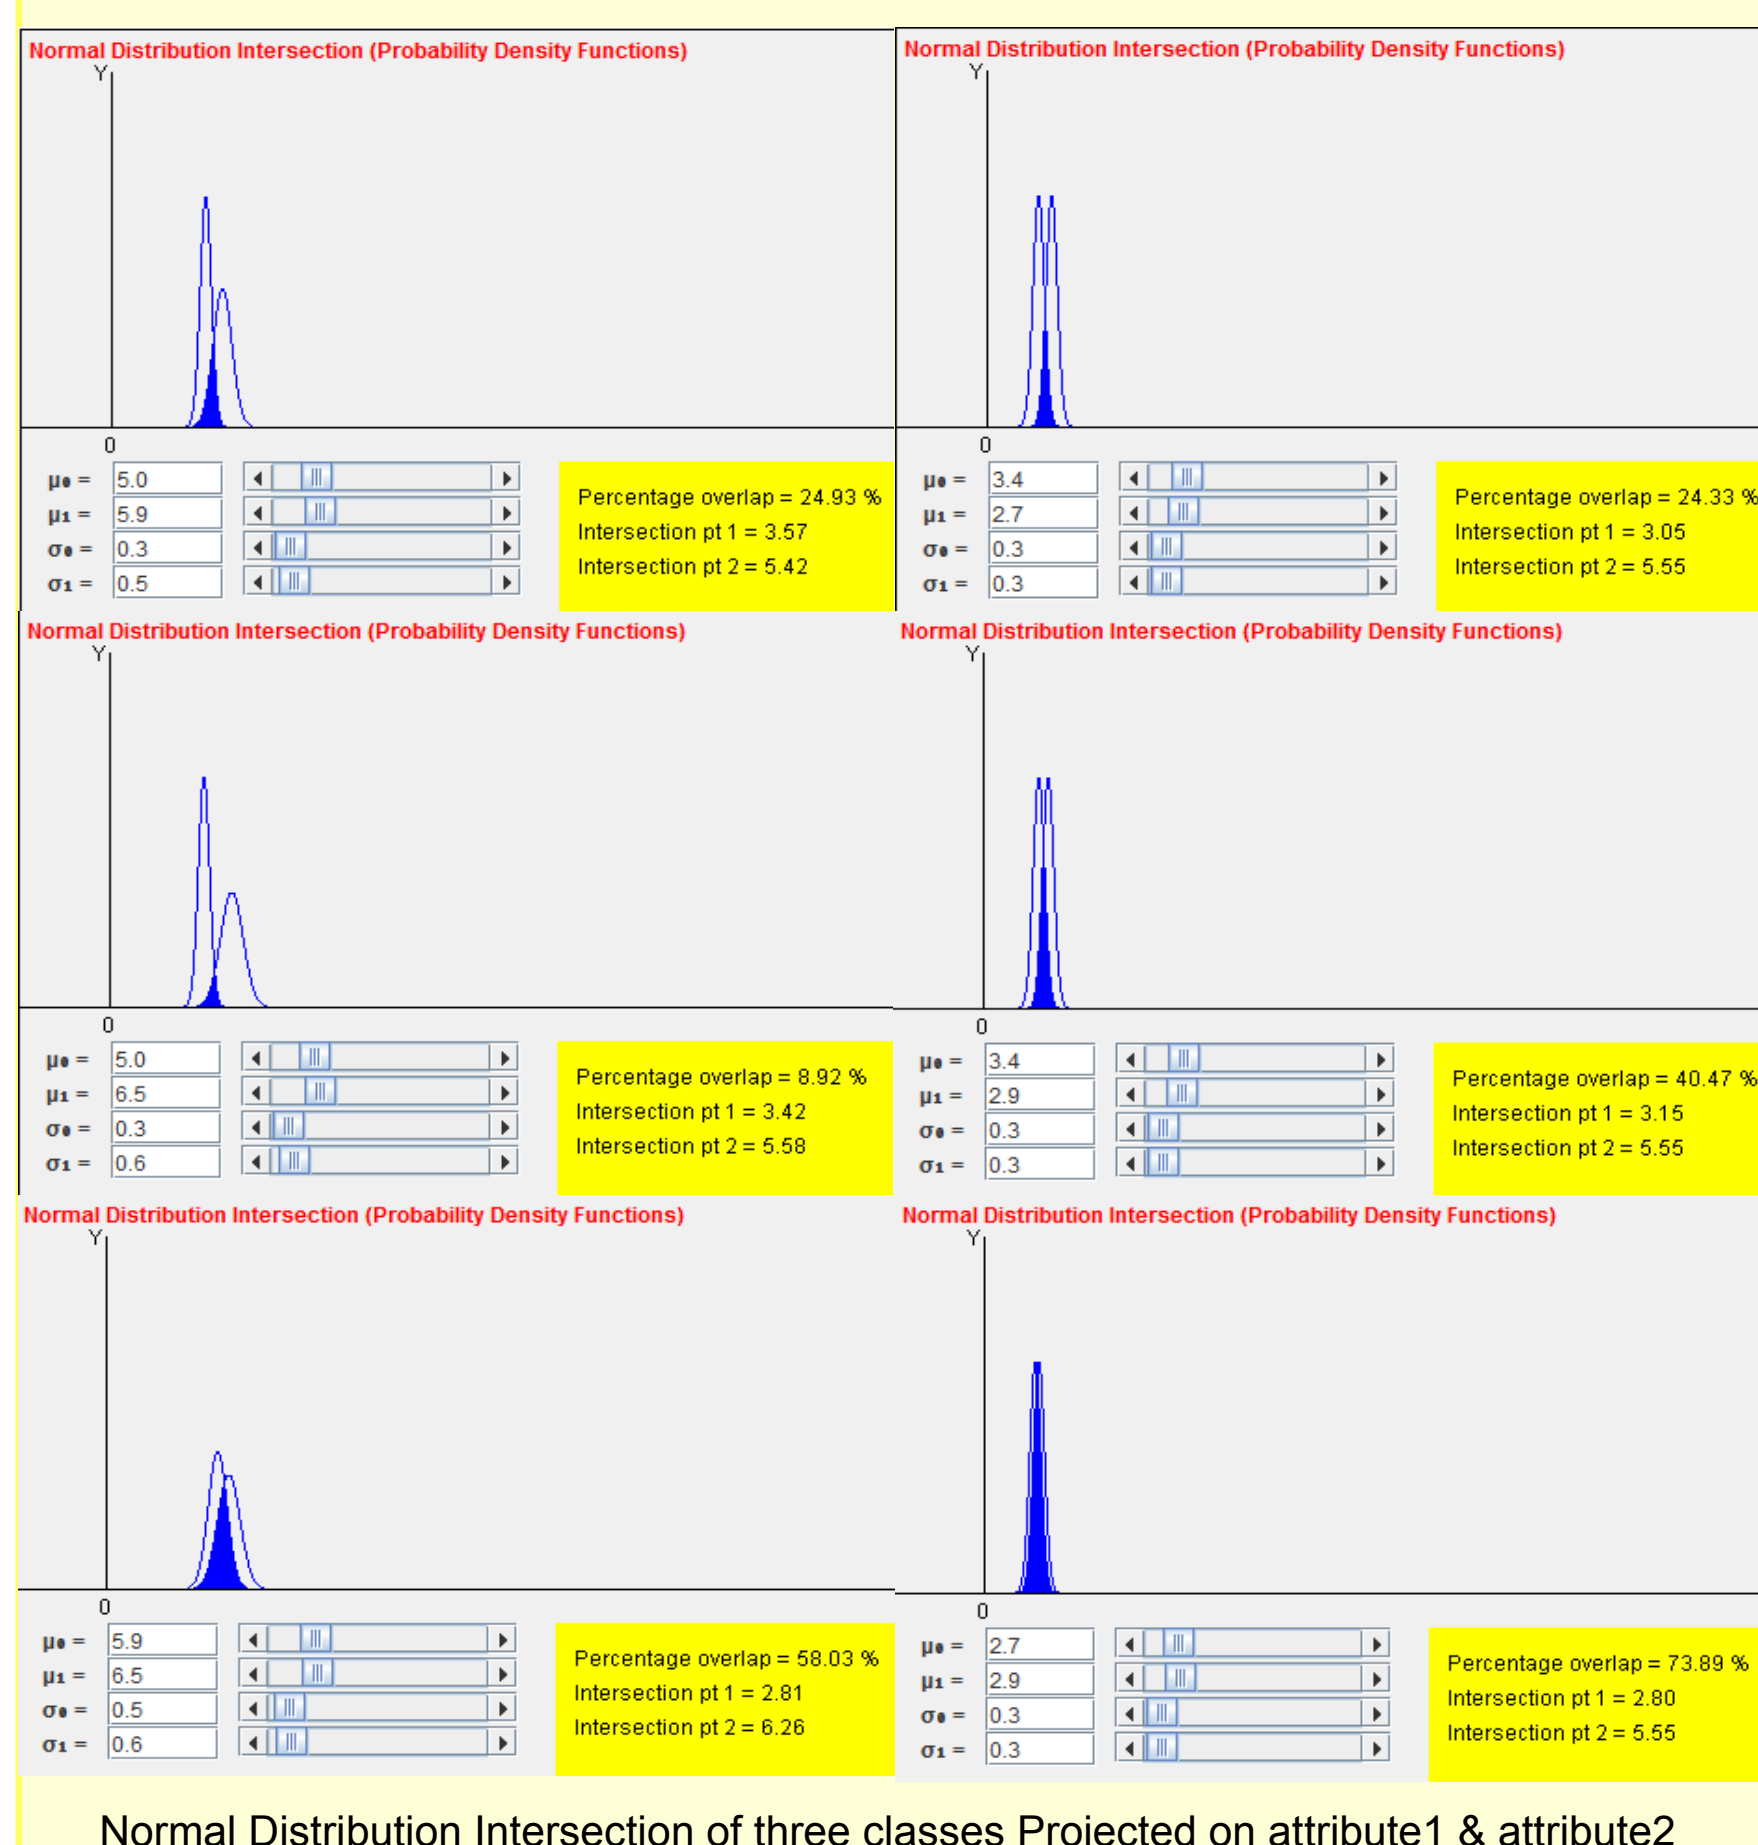 Normal Distribution Intersection (Probability Density Functions)
Y
0
μ₀ = 5.0
μ₁ = 5.9
σ₀ = 0.3
σ₁ = 0.5
Percentage overlap = 24.93 %
Intersection pt 1 = 3.57
Intersection pt 2 = 5.42
Normal Distribution Intersection (Probability Density Functions)
Y
0
μ₀ = 3.4
μ₁ = 2.7
σ₀ = 0.3
σ₁ = 0.3
Percentage overlap = 24.33 %
Intersection pt 1 = 3.05
Intersection pt 2 = 5.55
Normal Distribution Intersection (Probability Density Functions)
Y
0
μ₀ = 5.0
μ₁ = 6.5
σ₀ = 0.3
σ₁ = 0.6
Percentage overlap = 8.92 %
Intersection pt 1 = 3.42
Intersection pt 2 = 5.58
Normal Distribution Intersection (Probability Density Functions)
Y
0
μ₀ = 3.4
μ₁ = 2.9
σ₀ = 0.3
σ₁ = 0.3
Percentage overlap = 40.47 %
Intersection pt 1 = 3.15
Intersection pt 2 = 5.55
Normal Distribution Intersection (Probability Density Functions)
Y
0
μ₀ = 5.9
μ₁ = 6.5
σ₀ = 0.5
σ₁ = 0.6
Percentage overlap = 58.03 %
Intersection pt 1 = 2.81
Intersection pt 2 = 6.26
Normal Distribution Intersection (Probability Density Functions)
Y
0
μ₀ = 2.7
μ₁ = 2.9
σ₀ = 0.3
σ₁ = 0.3
Percentage overlap = 73.89 %
Intersection pt 1 = 2.80
Intersection pt 2 = 5.55
Normal Distribution Intersection of three classes Projected on attribute1 & attribute2